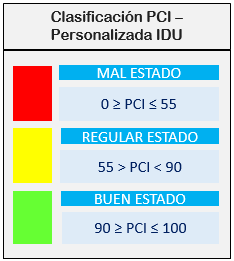 Clasificación PCI –
Personalizada IDU
MAL ESTADO
0 ≥ PCI ≤ 55
REGULAR ESTADO
55 > PCI < 90
BUEN ESTADO
90 ≥ PCI ≤ 100